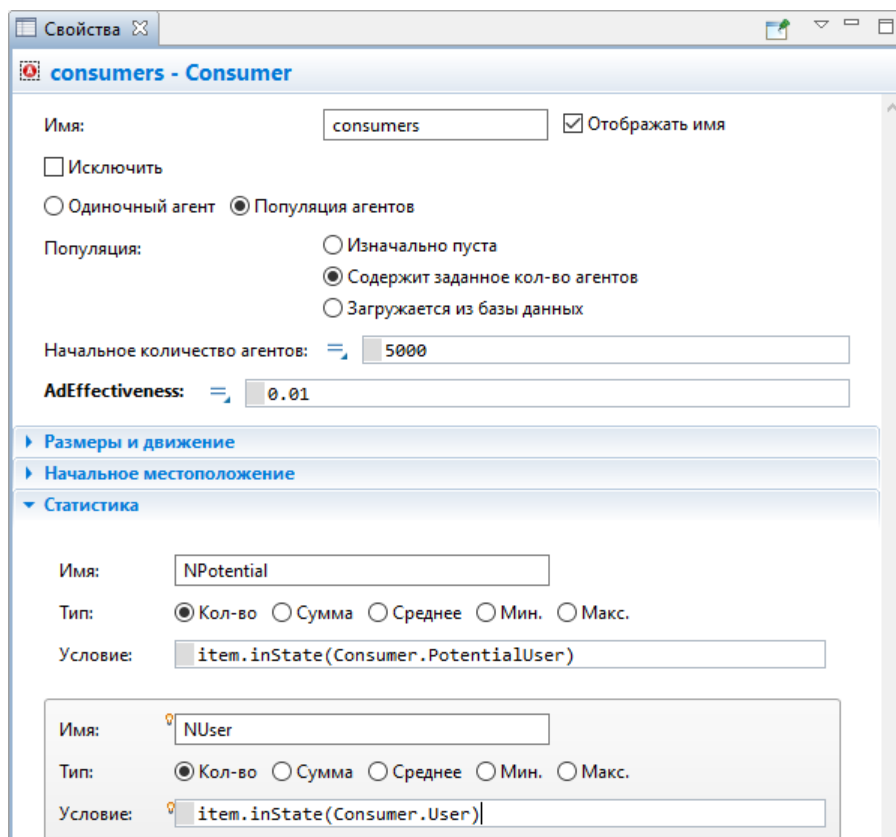 Свойства
consumers - Consumer
Имя: consumers Отображать имя
Исключить
Одиночный агент Популяция агентов
Популяция: Изначально пуста
Содержит заданное кол-во агентов
Загружается из базы данных
Начальное количество агентов: 5000
AdEffectiveness: 0.01
Размеры и движение
Начальное местоположение
Статистика
Имя: NPotential
Тип: Кол-во Сумма Среднее Мин. Макс.
Условие: item.inState(Consumer.PotentialUser)
Имя: NUser
Тип: Кол-во Сумма Среднее Мин. Макс.
Условие: item.inState(Consumer.User)